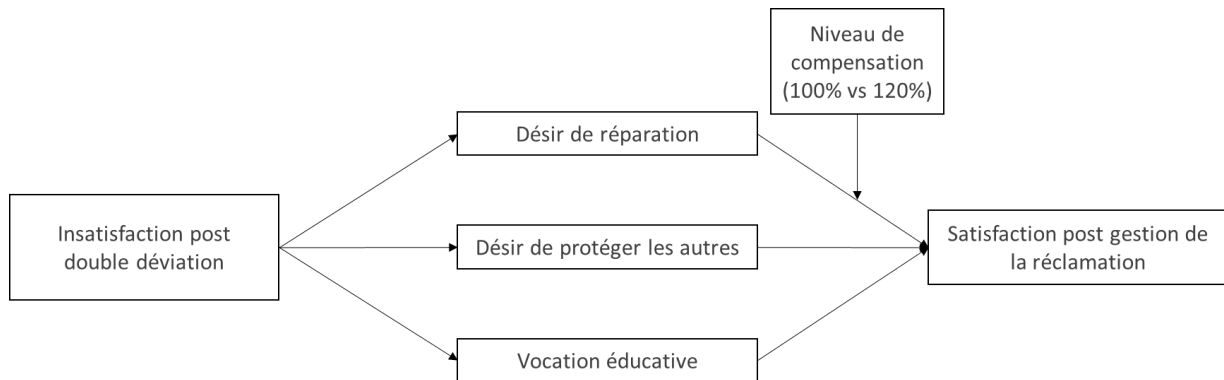 Niveau de
compensation
(100% vs 120%)
Désir de réparation
Insatisfaction post
double déviation
Désir de protéger les autres
Satisfaction post gestion de
la réclamation
Vocation éducative